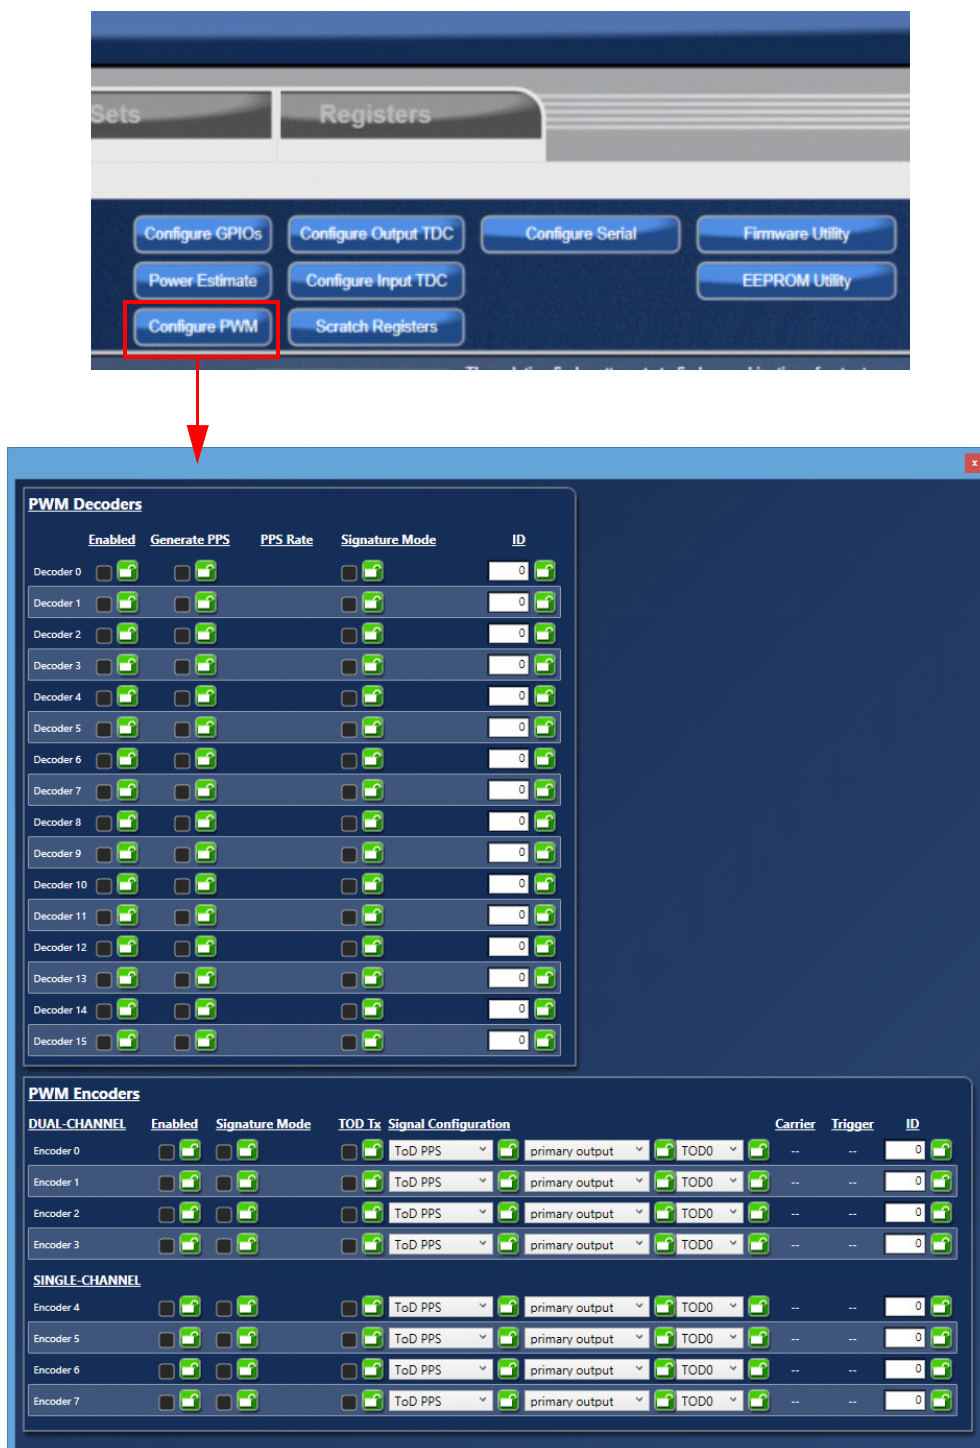 Sets Registers
Configure GPIOs Configure Output TDC Configure Serial Firmware Utility
Power Estimate Configure Input TDC EEPROM Utility
Configure PWM Scratch Registers
x
PWM Decoders
Enabled Generate PPS PPS Rate Signature Mode ID
Decoder 0 0
Decoder 1 0
Decoder 2 0
Decoder 3 0
Decoder 4 0
Decoder 5 0
Decoder 6 0
Decoder 7 0
Decoder 8 0
Decoder 9 0
Decoder 10 0
Decoder 11 0
Decoder 12 0
Decoder 13 0
Decoder 14 0
Decoder 15 0
PWM Encoders
DUAL-CHANNEL Enabled Signature Mode TOD Tx Signal Configuration Carrier Trigger ID
Encoder 0 ToD PPS primary output TOD0 -- -- 0
Encoder 1 ToD PPS primary output TOD0 -- -- 0
Encoder 2 ToD PPS primary output TOD0 -- -- 0
Encoder 3 ToD PPS primary output TOD0 -- -- 0
SINGLE-CHANNEL
Encoder 4 ToD PPS primary output TOD0 -- -- 0
Encoder 5 ToD PPS primary output TOD0 -- -- 0
Encoder 6 ToD PPS primary output TOD0 -- -- 0
Encoder 7 ToD PPS primary output TOD0 -- -- 0